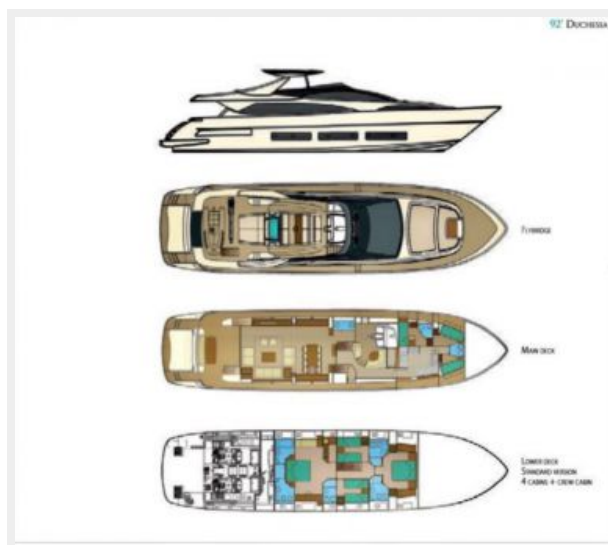 92' DUCHESSA
FLYBRIDGE
MAIN DECK
LOWER DECK
STANDARD VERSION
4 CABINS + CREW CABIN